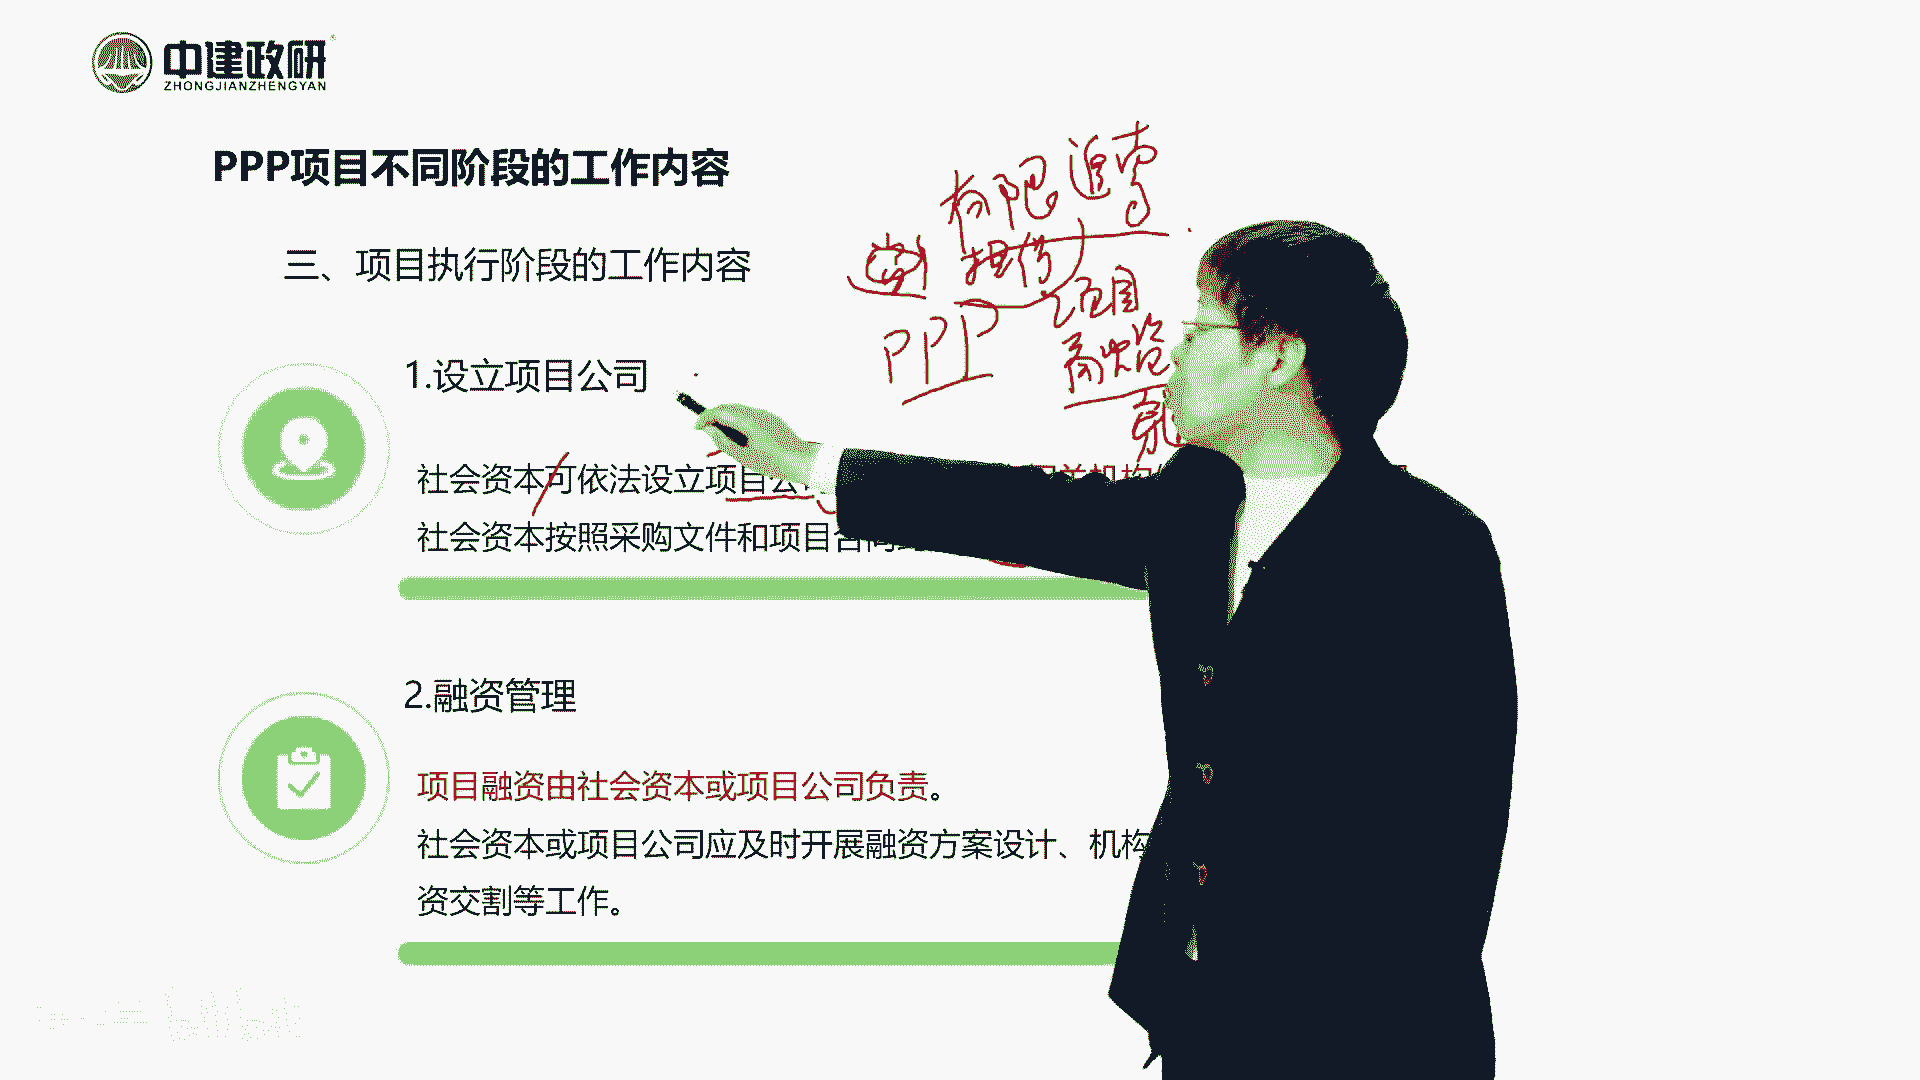 中建政研
ZHONGJIANZHENGYAN
PPP项目不同阶段的工作内容
三、项目执行阶段的工作内容
有限追索
担保
PPP
项目
融资
1.设立项目公司
社会资本可依法设立项目公
社会资本按照采购文件和项目合同
2.融资管理
项目融资由社会资本或项目公司负责。
社会资本或项目公司应及时开展融资方案设计、机构
资交割等工作。